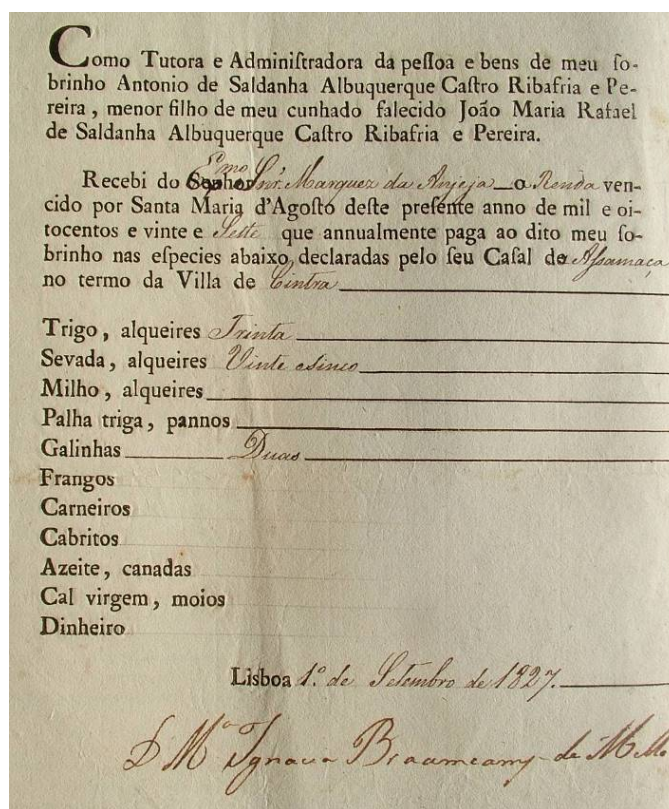 Como Tutora e Adminiſtradora da peſſoa e bens de meu ſo-
brinho Antonio de Saldanha Albuquerque Caſtro Ribafria e Pe-
reira, menor filho de meu cunhado falecido João Maria Rafael
de Saldanha Albuquerque Caſtro Ribafria e Pereira.
Recebi do Senhor Snr. Marquez da Anjeja o Renda ven-
cido por Santa Maria d'Agoſto deſte preſente anno de mil e oi-
tocentos e vinte e Sette que annualmente paga ao dito meu ſo-
brinho nas eſpecies abaixo declaradas pelo ſeu Caſal de Aſsamaça
no termo da Villa de Cintra
Trigo, alqueires Trinta
Sevada, alqueires Vinte esinco
Milho, alqueires
Palha triga, pannos
Galinhas Duas
Frangos
Carneiros
Cabritos
Azeite, canadas
Cal virgem, moios
Dinheiro
Lisboa 1.º de Setembro de 1827.
D. Mª Ignacia Braamcamp de Mello